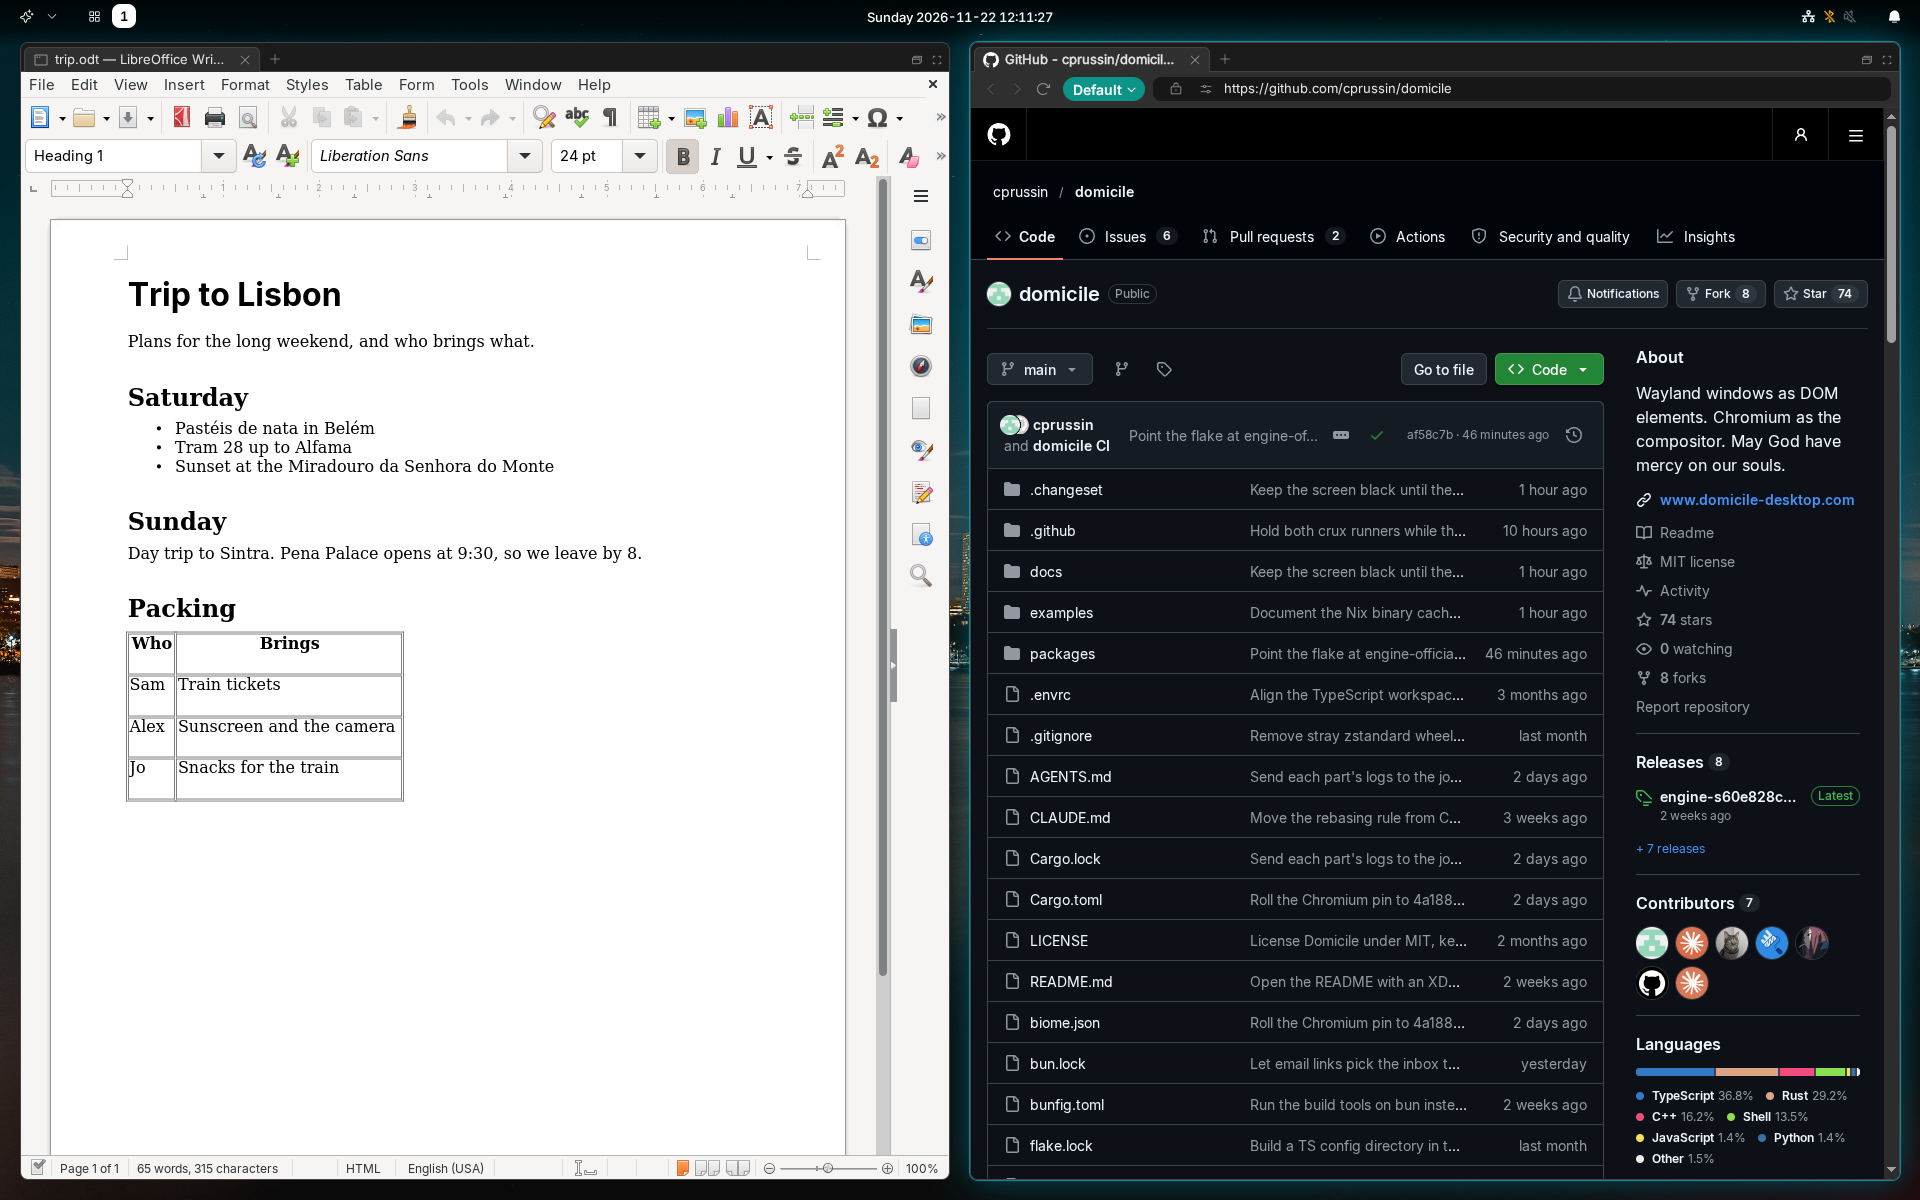 1
Sunday 2026-11-22 12:11:27
trip.odt — LibreOffice Wri...
File Edit View Insert Format Styles Table Form Tools Window Help
Heading 1
Liberation Sans
24 pt
1 2 3 4 5 6 7
Trip to Lisbon
Plans for the long weekend, and who brings what.
Saturday
• Pastéis de nata in Belém
• Tram 28 up to Alfama
• Sunset at the Miradouro da Senhora do Monte
Sunday
Day trip to Sintra. Pena Palace opens at 9:30, so we leave by 8.
Packing
Who Brings
Sam Train tickets
Alex Sunscreen and the camera
Jo Snacks for the train
Page 1 of 1 65 words, 315 characters HTML English (USA) 100%
GitHub - cprussin/domicil...
Default https://github.com/cprussin/domicile
cprussin / domicile
Code Issues 6 Pull requests 2 Actions Security and quality Insights
domicile Public Notifications Fork 8 Star 74
main Go to file Code
cprussin
and domicile CI
Point the flake at engine-of... af58c7b · 46 minutes ago
.changeset Keep the screen black until the... 1 hour ago
.github Hold both crux runners while th... 10 hours ago
docs Keep the screen black until the... 1 hour ago
examples Document the Nix binary cach... 1 hour ago
packages Point the flake at engine-officia... 46 minutes ago
.envrc Align the TypeScript workspac... 3 months ago
.gitignore Remove stray zstandard wheel... last month
AGENTS.md Send each part's logs to the jo... 2 days ago
CLAUDE.md Move the rebasing rule from C... 3 weeks ago
Cargo.lock Send each part's logs to the jo... 2 days ago
Cargo.toml Roll the Chromium pin to 4a188... 2 days ago
LICENSE License Domicile under MIT, ke... 2 months ago
README.md Open the README with an XD... 2 weeks ago
biome.json Roll the Chromium pin to 4a188... 2 days ago
bun.lock Let email links pick the inbox t... yesterday
bunfig.toml Run the build tools on bun inste... 2 weeks ago
flake.lock Build a TS config directory in t... last month
About
Wayland windows as DOM
elements. Chromium as the
compositor. May God have
mercy on our souls.
www.domicile-desktop.com
Readme
MIT license
Activity
74 stars
0 watching
8 forks
Report repository
Releases 8
engine-s60e828c... Latest
2 weeks ago
+ 7 releases
Contributors 7
Languages
TypeScript 36.8% Rust 29.2%
C++ 16.2% Shell 13.5%
JavaScript 1.4% Python 1.4%
Other 1.5%